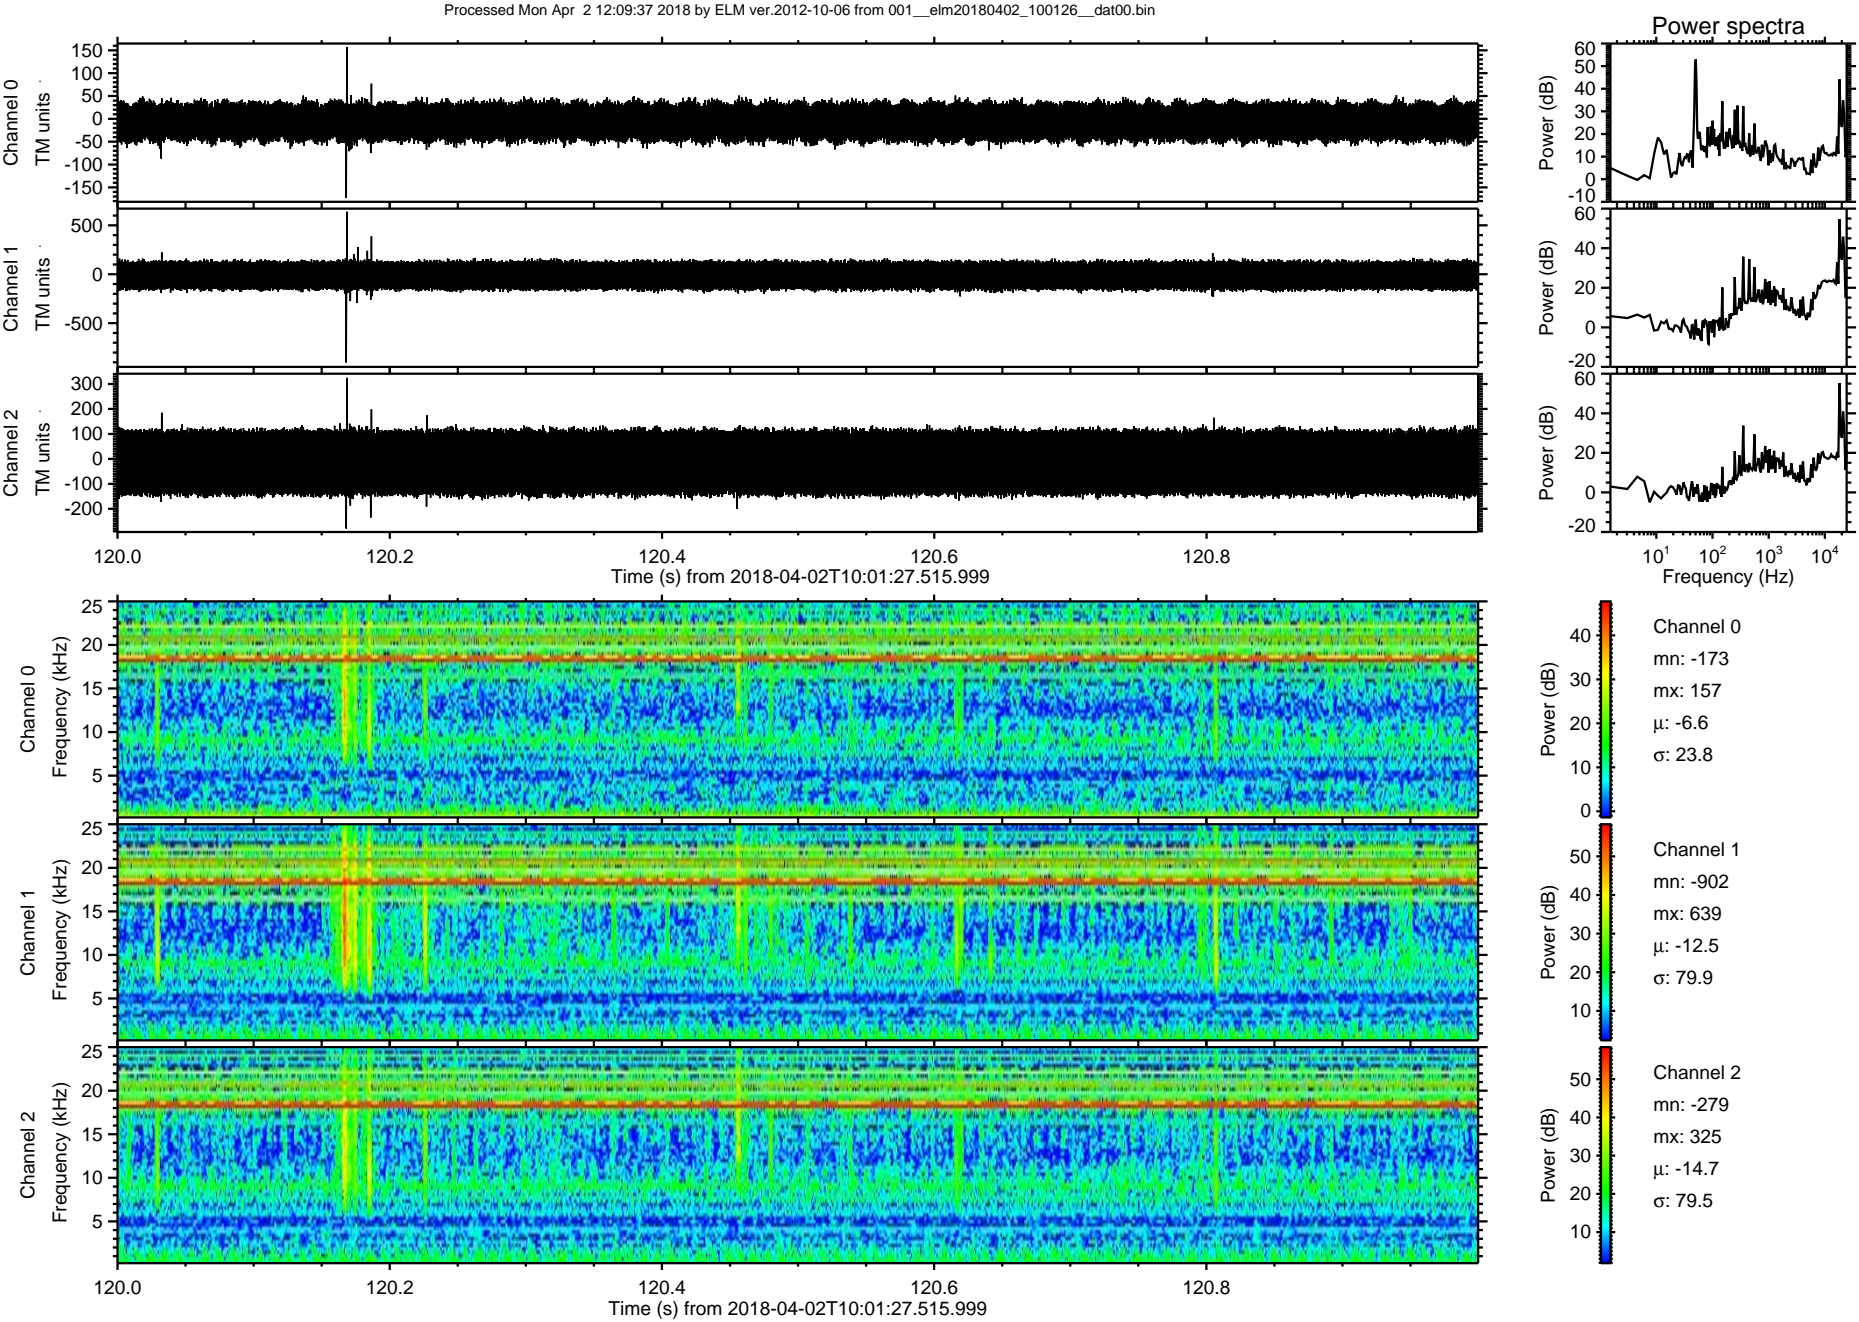 Processed Mon Apr  2 12:09:37 2018 by ELM ver.2012-10-06 from 001__elm20180402_100126__dat00.bin
Power spectra
Channel 0
TM units
150
100
50
0
-50
-100
-150
Power (dB)
60
50
40
30
20
10
0
-10
Channel 1
TM units
500
0
-500
Power (dB)
60
40
20
0
-20
Channel 2
TM units
300
200
100
0
-100
-200
Power (dB)
60
40
20
0
-20
120.0 120.2 120.4 120.6 120.8
Time (s) from 2018-04-02T10:01:27.515.999
10¹ 10² 10³ 10⁴
Frequency (Hz)
Channel 0
Frequency (kHz)
25
20
15
10
5
Power (dB)
40
30
20
10
0
Channel 0
mn: -173
mx: 157
μ: -6.6
σ: 23.8
Channel 1
Frequency (kHz)
25
20
15
10
5
Power (dB)
50
40
30
20
10
Channel 1
mn: -902
mx: 639
μ: -12.5
σ: 79.9
Channel 2
Frequency (kHz)
25
20
15
10
5
Power (dB)
50
40
30
20
10
Channel 2
mn: -279
mx: 325
μ: -14.7
σ: 79.5
120.0 120.2 120.4 120.6 120.8
Time (s) from 2018-04-02T10:01:27.515.999